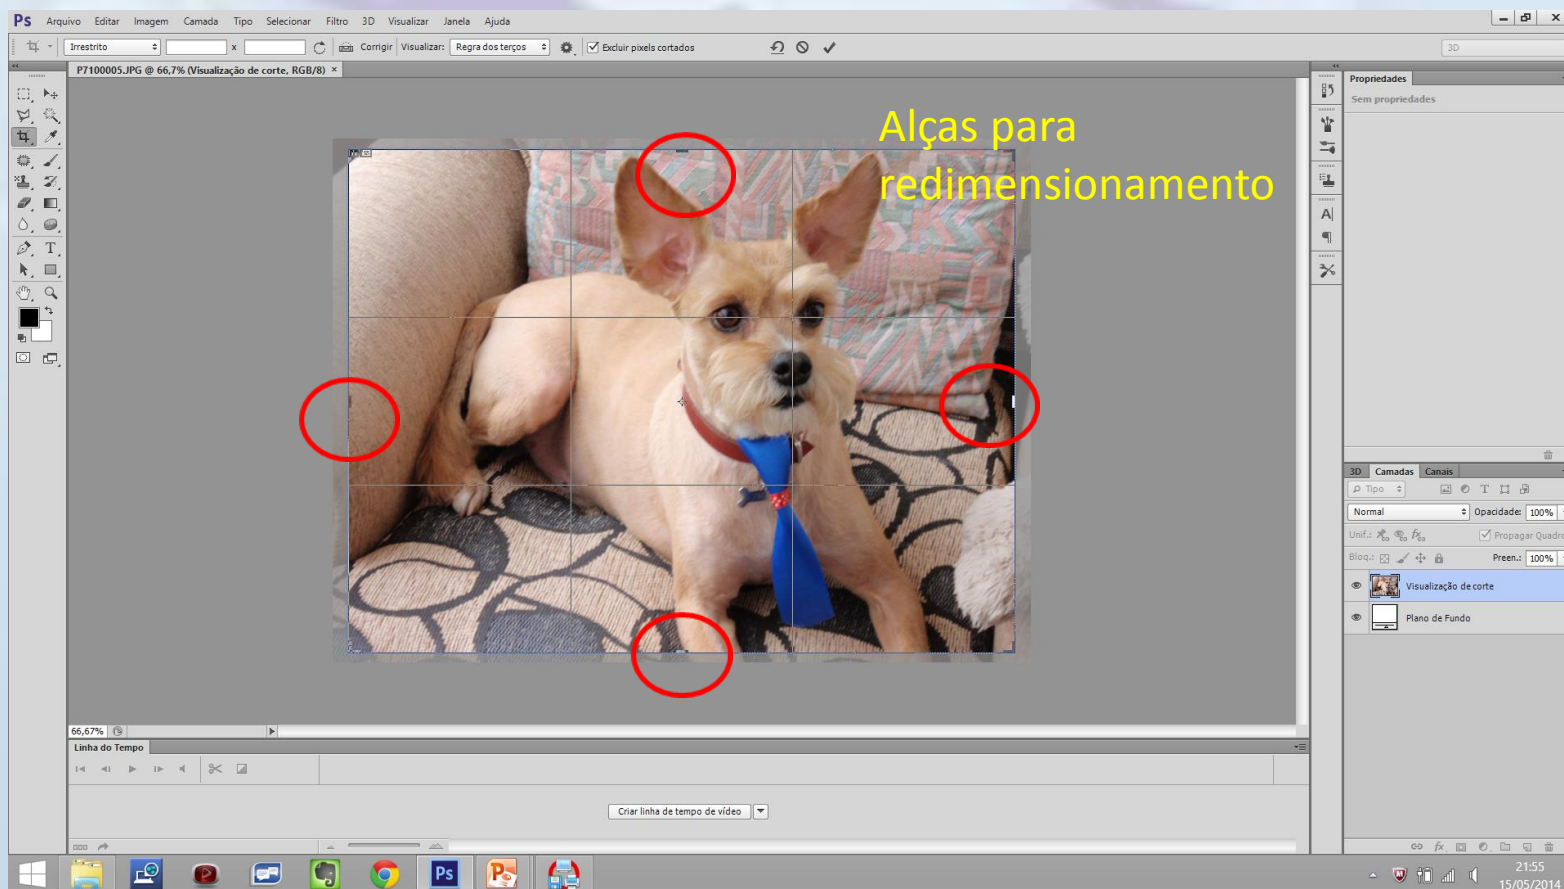 Ps Arquivo Editar Imagem Camada Tipo Selecionar Filtro 3D Visualizar Janela Ajuda
Irrestrito x Corrigir Visualizar: Regra dos terços Excluir pixels cortados 3D
P7100005.JPG @ 66,7% (Visualização de corte, RGB/8) ×
Propriedades
Sem propriedades
Alças para
redimensionamento
3D Camadas Canais
Tipo
Normal Opacidade: 100%
Unif.: Propagar Quadro
Bloq.: Preen.: 100%
Visualização de corte
Plano de Fundo
66,67%
Linha do Tempo
Criar linha de tempo de vídeo
Ps
21:55
15/05/2014